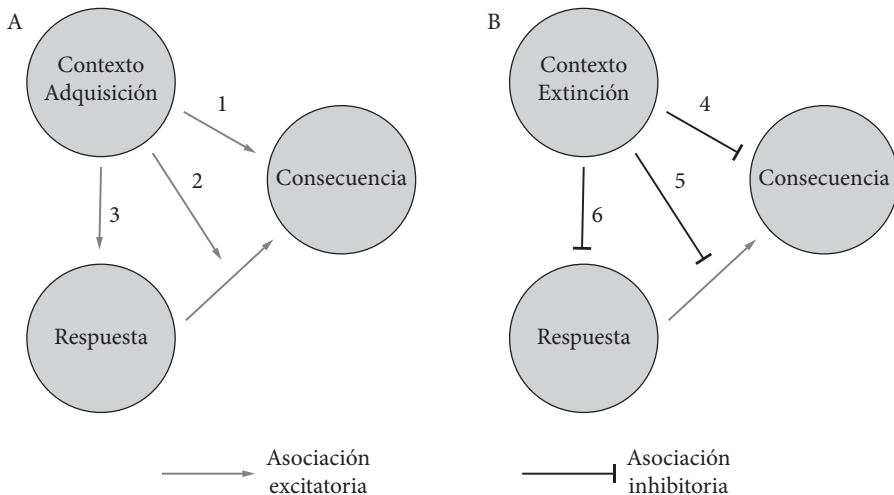 A
Contexto
Adquisición
1
2
3
Consecuencia
Respuesta
B
Contexto
Extinción
4
5
6
Consecuencia
Respuesta
Asociación
excitatoria
Asociación
inhibitoria